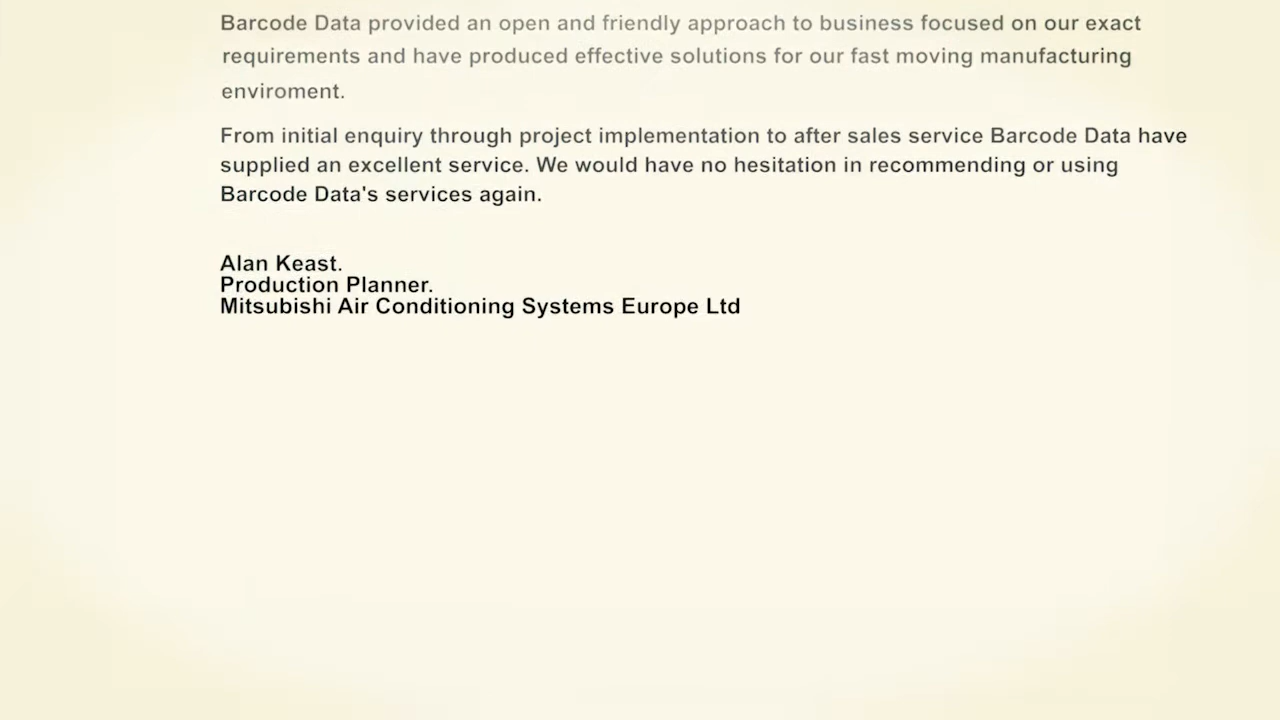 Barcode Data provided an open and friendly approach to business focused on our exact
requirements and have produced effective solutions for our fast moving manufacturing
enviroment.
From initial enquiry through project implementation to after sales service Barcode Data have
supplied an excellent service. We would have no hesitation in recommending or using
Barcode Data's services again.
Alan Keast.
Production Planner.
Mitsubishi Air Conditioning Systems Europe Ltd